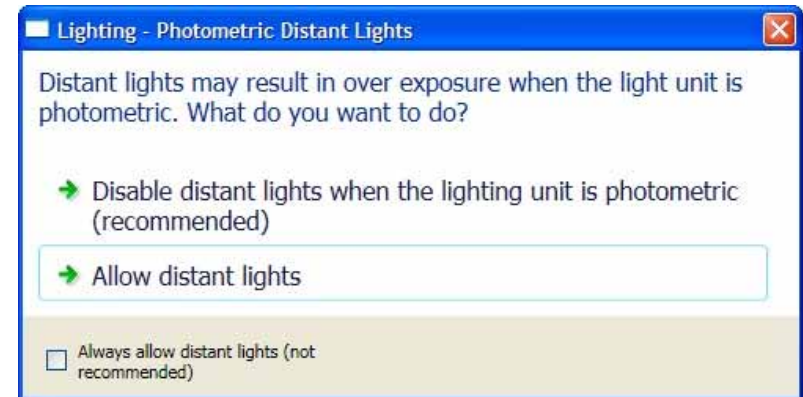 Lighting - Photometric Distant Lights
Distant lights may result in over exposure when the light unit is
photometric. What do you want to do?
Disable distant lights when the lighting unit is photometric
(recommended)
Allow distant lights
Always allow distant lights (not
recommended)